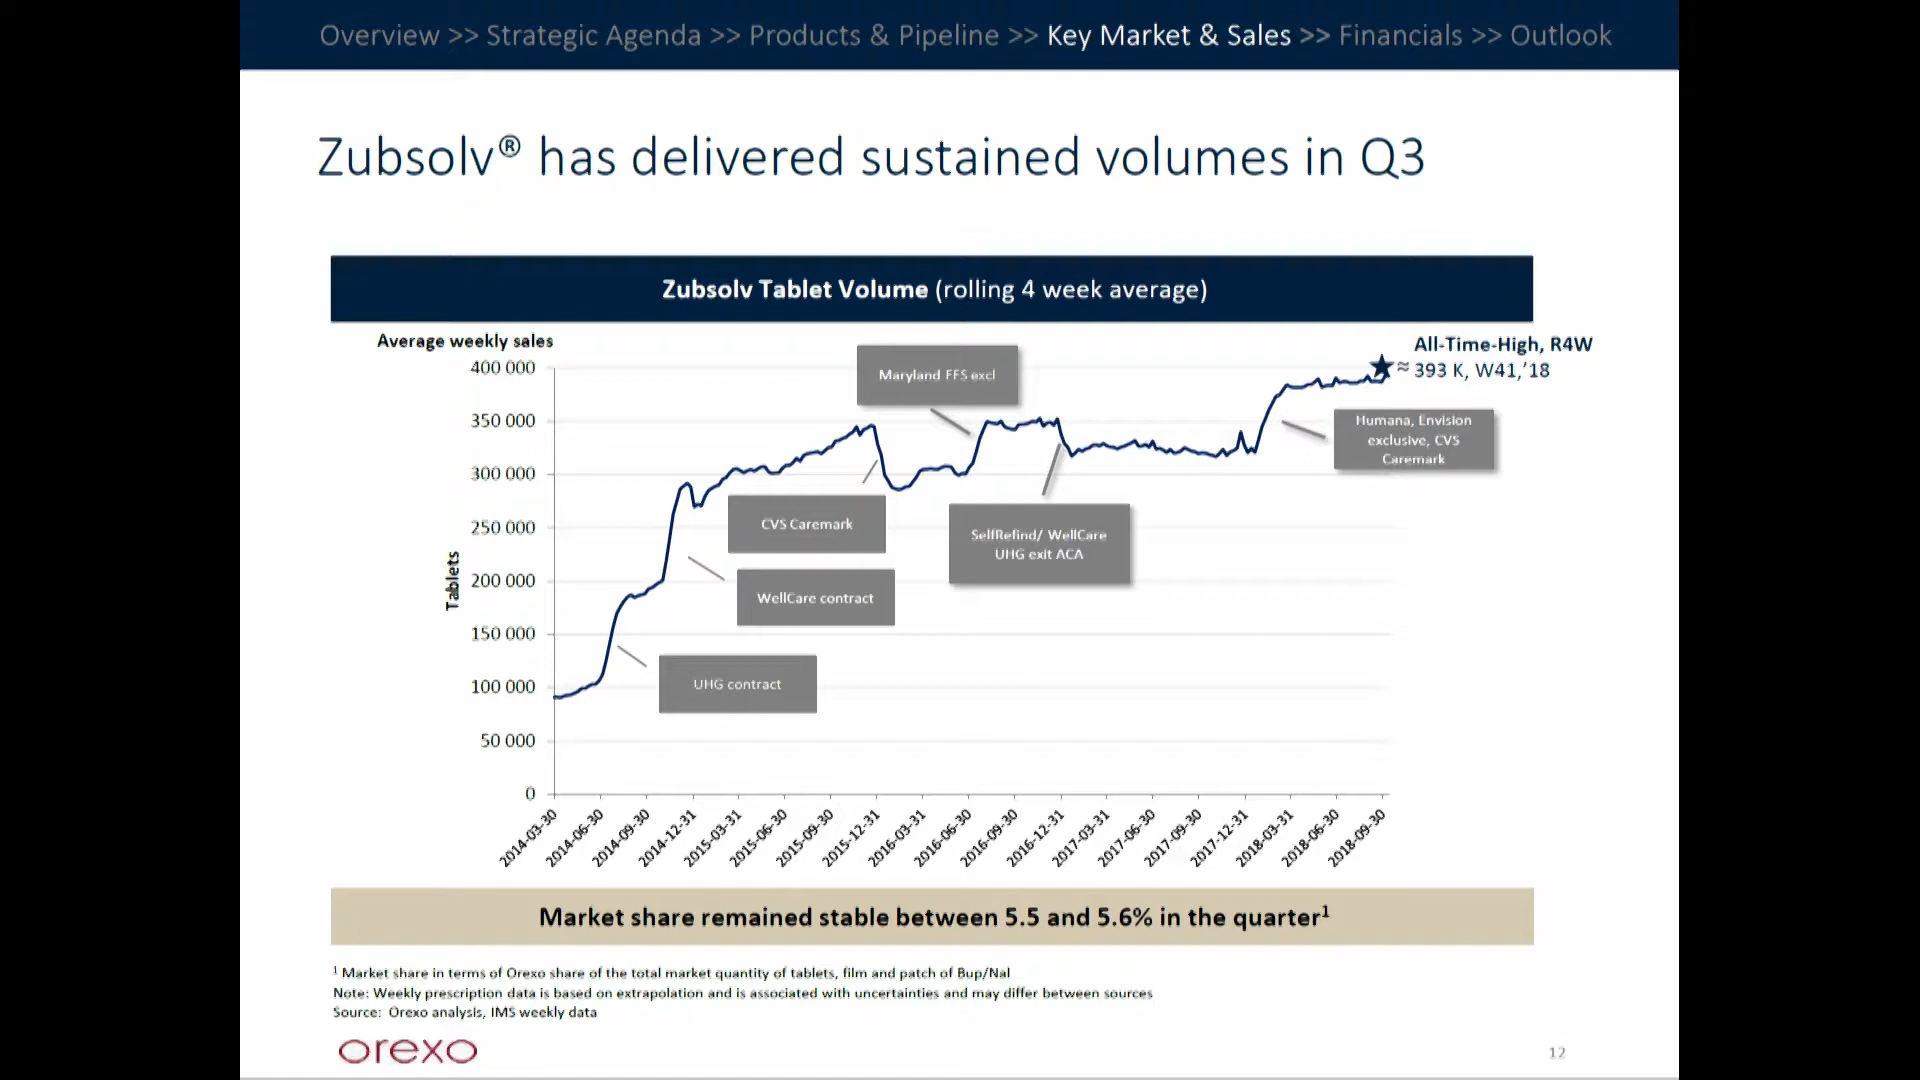 Overview >> Strategic Agenda >> Products & Pipeline >> Key Market & Sales >> Financials >> Outlook
Zubsolv® has delivered sustained volumes in Q3
Zubsolv Tablet Volume (rolling 4 week average)
Average weekly sales
All-Time-High, R4W
≈ 393 K, W41,’18
400 000
350 000
300 000
250 000
200 000
150 000
100 000
50 000
0
Tablets
Maryland FFS excl
Humana, Envision
exclusive, CVS
Caremark
CVS Caremark
SelfRefind/ WellCare
UHG exit ACA
WellCare contract
UHG contract
2014-03-30
2014-06-30
2014-09-30
2014-12-31
2015-03-31
2015-06-30
2015-09-30
2015-12-31
2016-03-31
2016-06-30
2016-09-30
2016-12-31
2017-03-31
2017-06-30
2017-09-30
2017-12-31
2018-03-31
2018-06-30
2018-09-30
Market share remained stable between 5.5 and 5.6% in the quarter¹
¹ Market share in terms of Orexo share of the total market quantity of tablets, film and patch of Bup/Nal
Note: Weekly prescription data is based on extrapolation and is associated with uncertainties and may differ between sources
Source: Orexo analysis, IMS weekly data
orexo
12